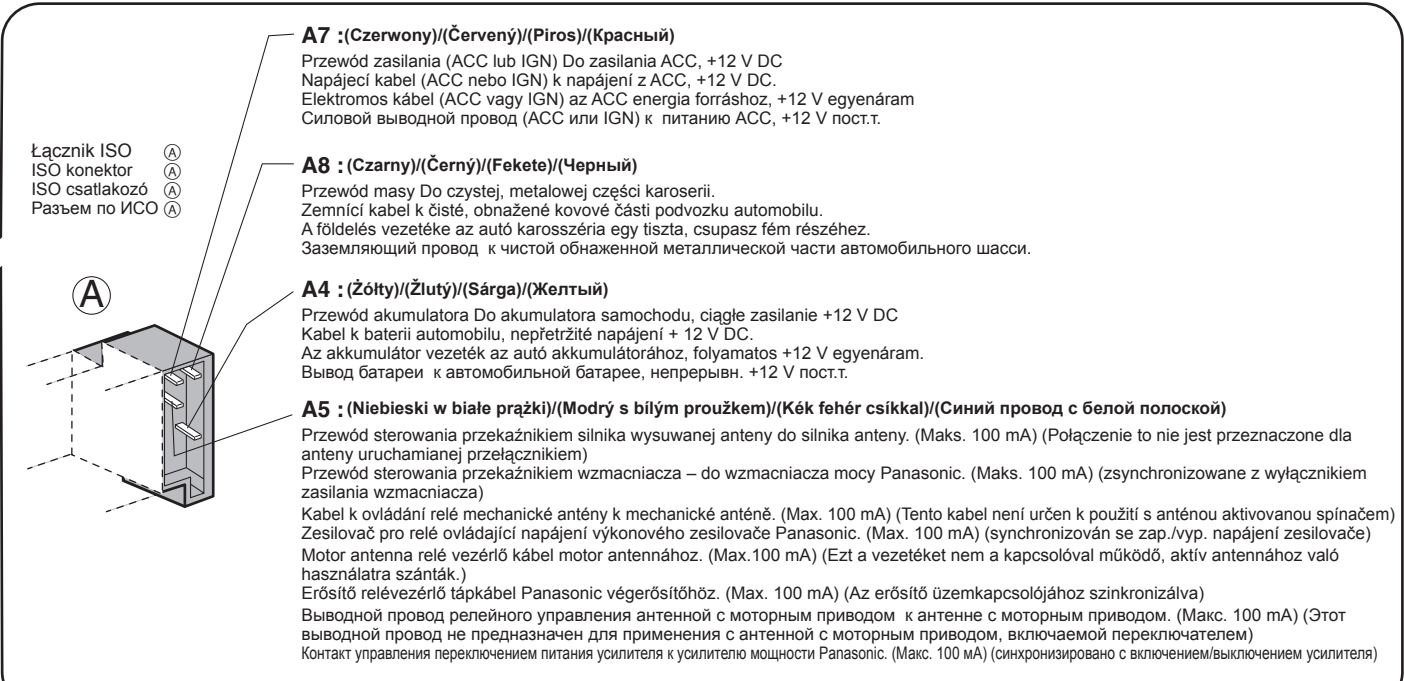 A7 : (Czerwony)/(Červený)/(Piros)/(Красный)
Przewód zasilania (ACC lub IGN) Do zasilania ACC, +12 V DC
Napájecí kabel (ACC nebo IGN) k napájení z ACC, +12 V DC.
Elektromos kábel (ACC vagy IGN) az ACC energia forráshoz, +12 V egyenáram
Силовой выводной провод (ACC или IGN) к питанию ACC, +12 V пост.т.
Łącznik ISO Ⓐ
ISO konektor Ⓐ
ISO csatlakozó Ⓐ
Разъем по ИСО Ⓐ
A8 : (Czarny)/(Černý)/(Fekete)/(Черный)
Przewód masy Do czystej, metalowej części karoserii.
Zemnící kabel k čisté, obnažené kovové části podvozku automobilu.
A földelés vezetéke az autó karosszéria egy tiszta, csupasz fém részéhez.
Заземляющий провод к чистой обнаженной металлической части автомобильного шасси.
Ⓐ
A4 : (Żółty)/(Žlutý)/(Sárga)/(Желтый)
Przewód akumulatora Do akumulatora samochodu, ciągłe zasilanie +12 V DC
Kabel k baterii automobilu, nepřetržité napájení + 12 V DC.
Az akkumulátor vezeték az autó akkumulátorához, folyamatos +12 V egyenáram.
Вывод батареи к автомобильной батарее, непрерывн. +12 V пост.т.
A5 : (Niebieski w białe prążki)/(Modrý s bílým proužkem)/(Kék fehér csíkkal)/(Синий провод с белой полоской)
Przewód sterowania przekaźnikiem silnika wysuwanej anteny do silnika anteny. (Maks. 100 mA) (Połączenie to nie jest przeznaczone dla
anteny uruchamianej przełącznikiem)
Przewód sterowania przekaźnikiem wzmacniacza – do wzmacniacza mocy Panasonic. (Maks. 100 mA) (zsynchronizowane z wyłącznikiem
zasilania wzmacniacza)
Kabel k ovládání relé mechanické antény k mechanické anténě. (Max. 100 mA) (Tento kabel není určen k použití s anténou aktivovanou spínačem)
Zesilovač pro relé ovládající napájení výkonového zesilovače Panasonic. (Max. 100 mA) (synchronizován se zap./vyp. napájení zesilovače)
Motor antenna relé vezérlő kábel motor antennához. (Max.100 mA) (Ezt a vezetéket nem a kapcsolóval működő, aktív antennához való
használatra szánták.)
Erősítő relévezérlő tápkábel Panasonic végerősítőhöz. (Max. 100 mA) (Az erősítő üzemkapcsolójához szinkronizálva)
Выводной провод релейного управления антенной с моторным приводом к антенне с моторным приводом. (Макс. 100 mA) (Этот
выводной провод не предназначен для применения с антенной с моторным приводом, включаемой переключателем)
Контакт управления переключением питания усилителя к усилителю мощности Panasonic. (Макс. 100 мА) (синхронизировано с включением/выключением усилителя)